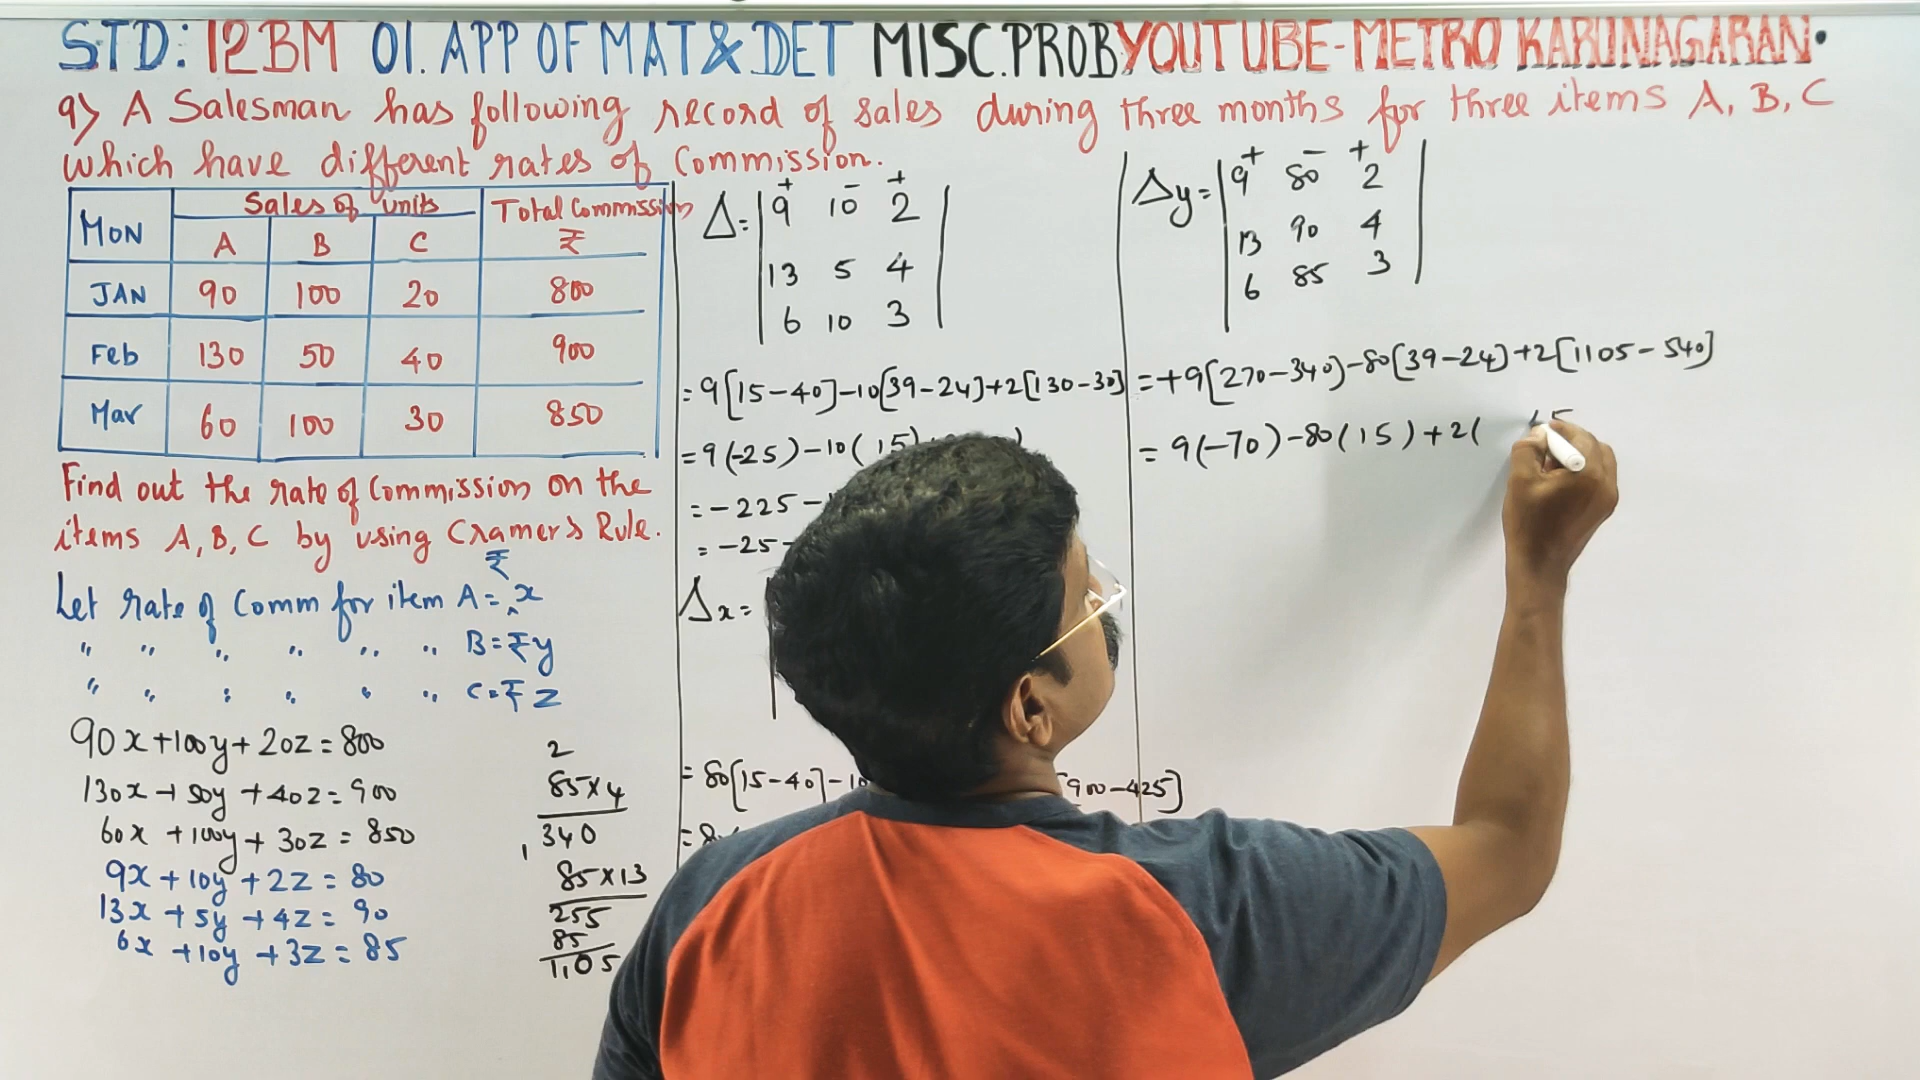 STD: 12BM 01. APP OF MAT & DET MISC. PROB YOUTUBE-METRO KARUNAGARAN.
9) A Salesman has following record of sales during three months for three items A, B, C
which have different rates of Commission.
MON Sales of units Total Commission
A B C ₹
JAN 90 100 20 800
Feb 130 50 40 900
Mar 60 100 30 850
Find out the rate of Commission on the
items A, B, C by using Cramer's Rule.
Let rate of Comm for item A = ₹ x
" " " " " " B = ₹ y
" " " " " " C = ₹ z
90x + 100y + 20z = 800
130x + 50y + 40z = 900
60x + 100y + 30z = 850
9x + 10y + 2z = 80
13x + 5y + 4z = 90
6x + 10y + 3z = 85
2
85 × 4
340
1
85 × 13
255
85
1105
+ - +
Δ = | 9 10 2 |
| 13 5 4 |
| 6 10 3 |
= 9[15-40]-10[39-24]+2[130-30]
= 9(-25)-10(15)
= -225-
= -25-
Δx =
= 80[15-40]-10 [900-425]
= 8
+ - +
Δy = | 9 80 2 |
| 13 90 4 |
| 6 85 3 |
= +9[270-340)-80[39-24]+2[1105-540]
= 9(-70)-80(15)+2(